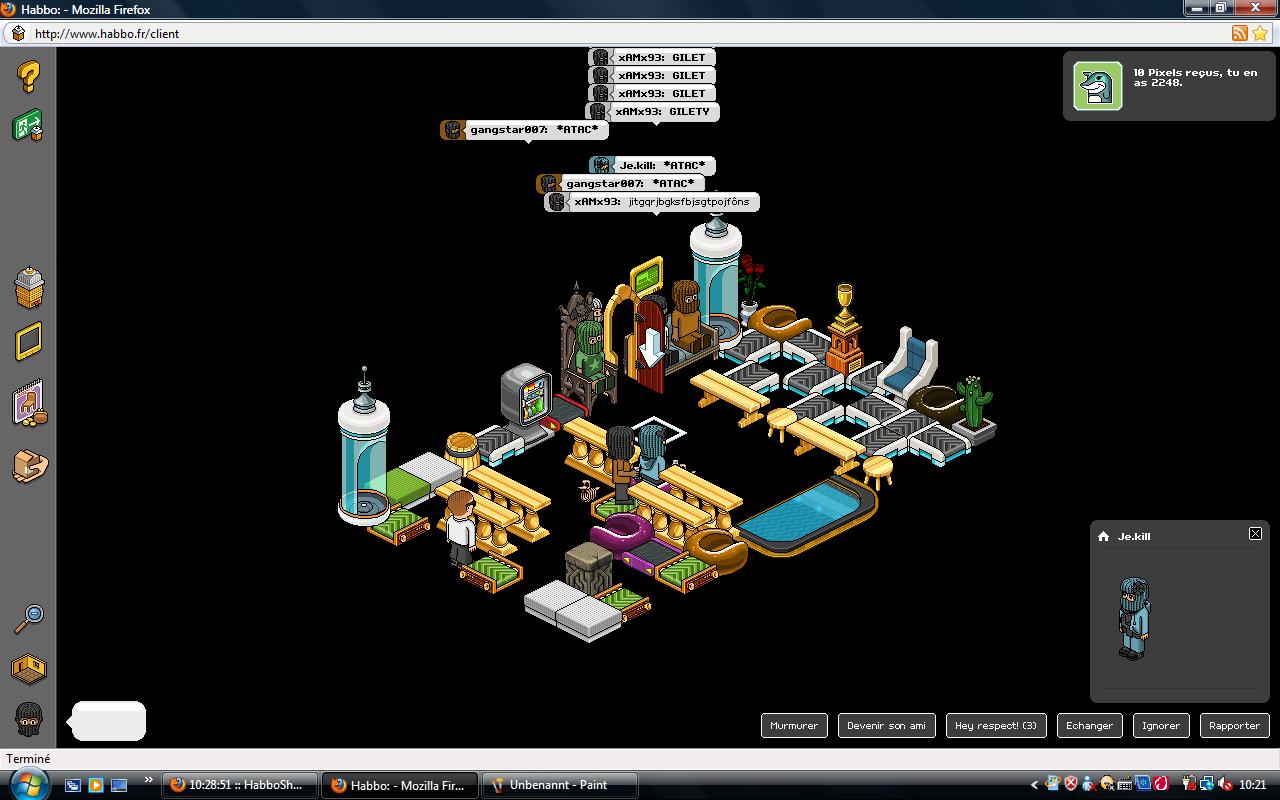 Habbo: - Mozilla Firefox
http://www.habbo.fr/client
xAMx93: GILET
xAMx93: GILET
xAMx93: GILET
xAMx93: GILETY
gangstar007: *ATAC*
Je.kill: *ATAC*
gangstar007: *ATAC*
xAMx93: jitgqrjbgksfbjsgtpojfôns
10 Pixels reçus, tu en
as 2248.
Je.kill
Murmurer
Devenir son ami
Hey respect! (3)
Echanger
Ignorer
Rapporter
Terminé
10:28:51 :: HabboSh...
Habbo: - Mozilla Fir...
Unbenannt - Paint
10:21